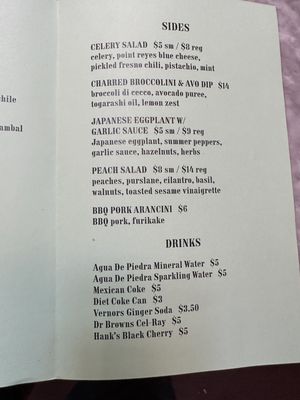 SIDES
CELERY SALAD $5 sm / $8 reg
celery, point reyes blue cheese,
pickled fresno chili, pistachio, mint
CHARRED BROCCOLINI & AVO DIP $14
broccoli di cecco, avocado puree,
togarashi oil, lemon zest
JAPANESE EGGPLANT W/
GARLIC SAUCE $5 sm / $9 reg
Japanese eggplant, summer peppers,
garlic sauce, hazelnuts, herbs
PEACH SALAD $8 sm / $14 reg
peaches, purslane, cilantro, basil,
walnuts, toasted sesame vinaigrette
BBQ PORK ARANCINI $6
BBQ pork, furikake
DRINKS
Agua De Piedra Mineral Water $5
Agua De Piedra Sparkling Water $5
Mexican Coke $5
Diet Coke Can $3
Vernors Ginger Soda $3.50
Dr Browns Cel-Ray $5
Hank's Black Cherry $5